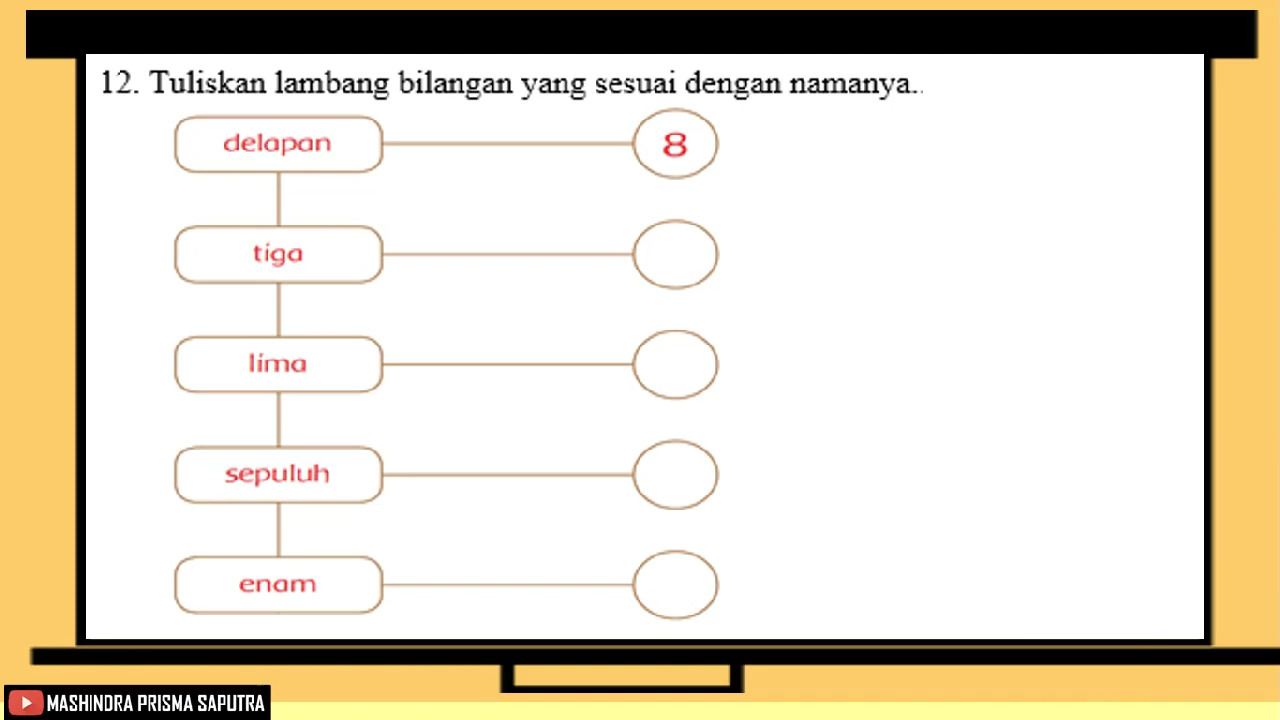 12. Tuliskan lambang bilangan yang sesuai dengan namanya..
delapan 8
tiga
lima
sepuluh
enam
MASHINDRA PRISMA SAPUTRA